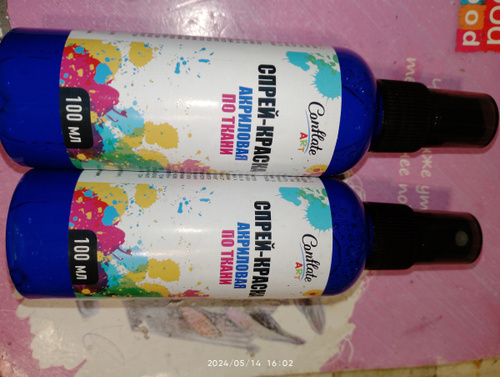 Conflate
ART
СПРЕЙ-КРАСКА
АКРИЛОВАЯ
ПО ТКАНИ
100 МЛ
Conflate
ART
СПРЕЙ-КРАСКА
АКРИЛОВАЯ
ПО ТКАНИ
100 МЛ
2024/05/14 16:02